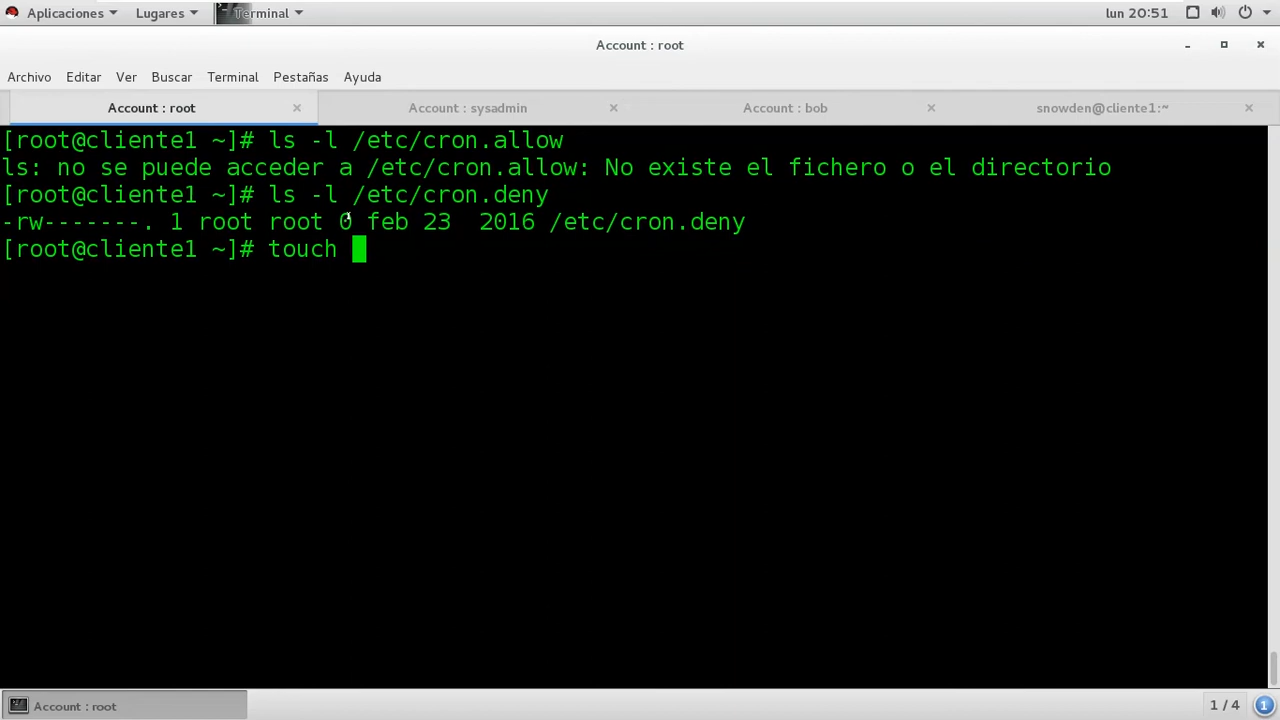 Aplicaciones Lugares Terminal lun 20:51
Account : root
Archivo Editar Ver Buscar Terminal Pestañas Ayuda
Account : root Account : sysadmin Account : bob snowden@cliente1:~
[root@cliente1 ~]# ls -l /etc/cron.allow
ls: no se puede acceder a /etc/cron.allow: No existe el fichero o el directorio
[root@cliente1 ~]# ls -l /etc/cron.deny
-rw-------. 1 root root 0 feb 23  2016 /etc/cron.deny
[root@cliente1 ~]# touch
Account : root 1 / 4 1